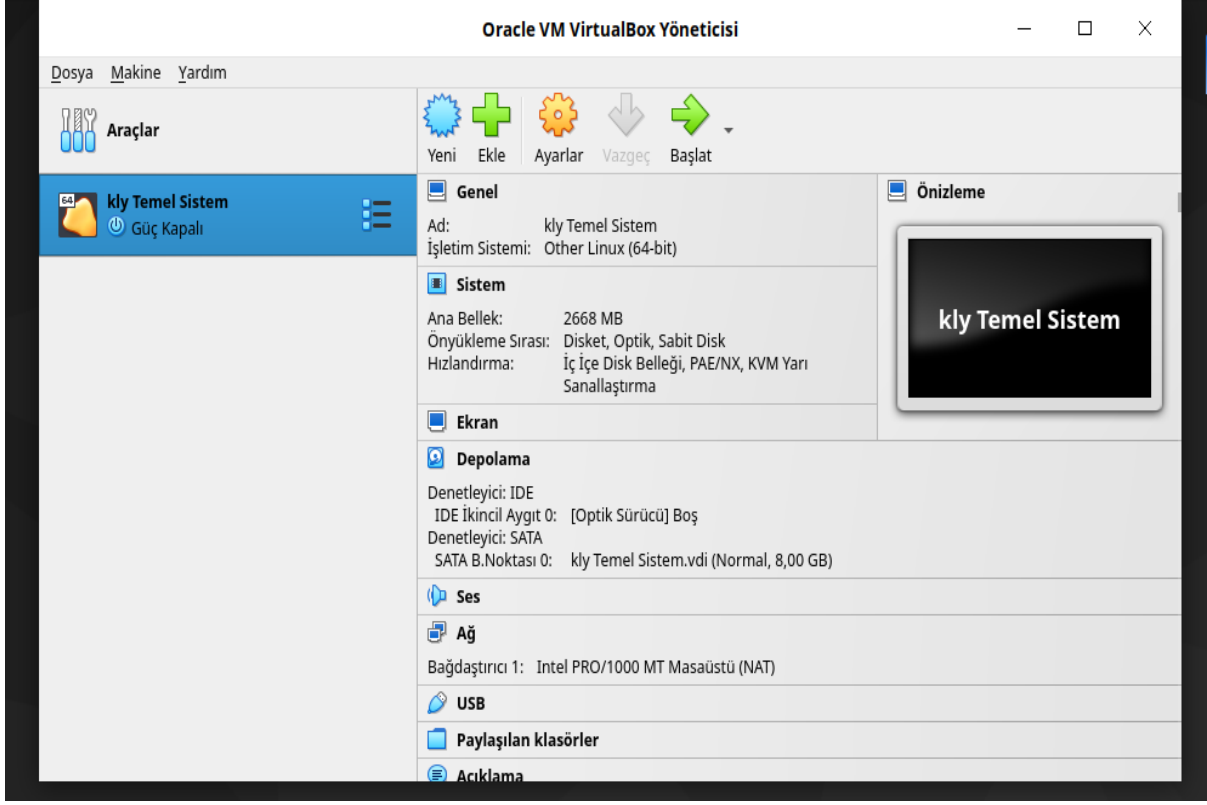 Oracle VM VirtualBox Yöneticisi
Dosya Makine Yardım
Araçlar
Yeni Ekle Ayarlar Vazgeç Başlat
64
kly Temel Sistem
Güç Kapalı
Genel
Ad: kly Temel Sistem
İşletim Sistemi: Other Linux (64-bit)
Sistem
Ana Bellek: 2668 MB
Önyükleme Sırası: Disket, Optik, Sabit Disk
Hızlandırma: İç İçe Disk Belleği, PAE/NX, KVM Yarı
Sanallaştırma
Ekran
Önizleme
kly Temel Sistem
Depolama
Denetleyici: IDE
IDE İkincil Aygıt 0: [Optik Sürücü] Boş
Denetleyici: SATA
SATA B.Noktası 0: kly Temel Sistem.vdi (Normal, 8,00 GB)
Ses
Ağ
Bağdaştırıcı 1: Intel PRO/1000 MT Masaüstü (NAT)
USB
Paylaşılan klasörler
Açıklama